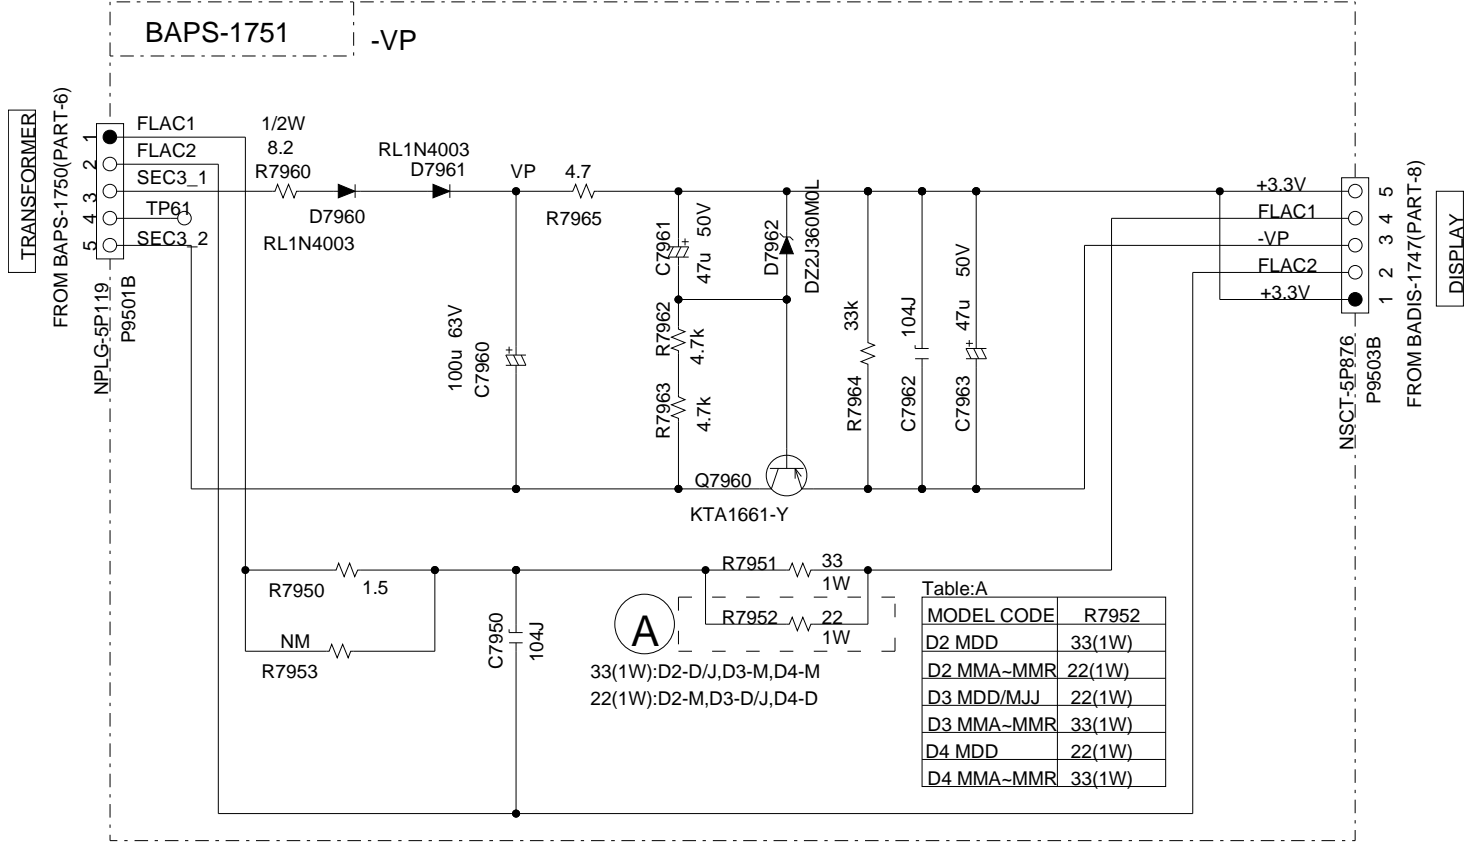 BAPS-1751
-VP
TRANSFORMER
FROM BAPS-1750(PART-6)
NPLG-5P119
P9501B
1
2
3
4
5
FLAC1
FLAC2
SEC3_1
TP61
SEC3_2
1/2W
8.2
R7960
D7960
RL1N4003
RL1N4003
D7961
VP
4.7
R7965
100u 63V
C7960
C7961
47u 50V
R7962
4.7k
R7963
4.7k
D7962
DZ2J360M0L
Q7960
KTA1661-Y
33k
R7964
104J
C7962
47u 50V
C7963
+3.3V
FLAC1
-VP
FLAC2
+3.3V
5
4
3
2
1
NSCT-5P876
P9503B
FROM BADIS-1747(PART-8)
DISPLAY
R7950
1.5
NM
R7953
C7950
104J
R7951
33
1W
R7952
22
1W
A
33(1W):D2-D/J,D3-M,D4-M
22(1W):D2-M,D3-D/J,D4-D
Table:A
MODEL CODE R7952
D2 MDD 33(1W)
D2 MMA~MMR 22(1W)
D3 MDD/MJJ 22(1W)
D3 MMA~MMR 33(1W)
D4 MDD 22(1W)
D4 MMA~MMR 33(1W)